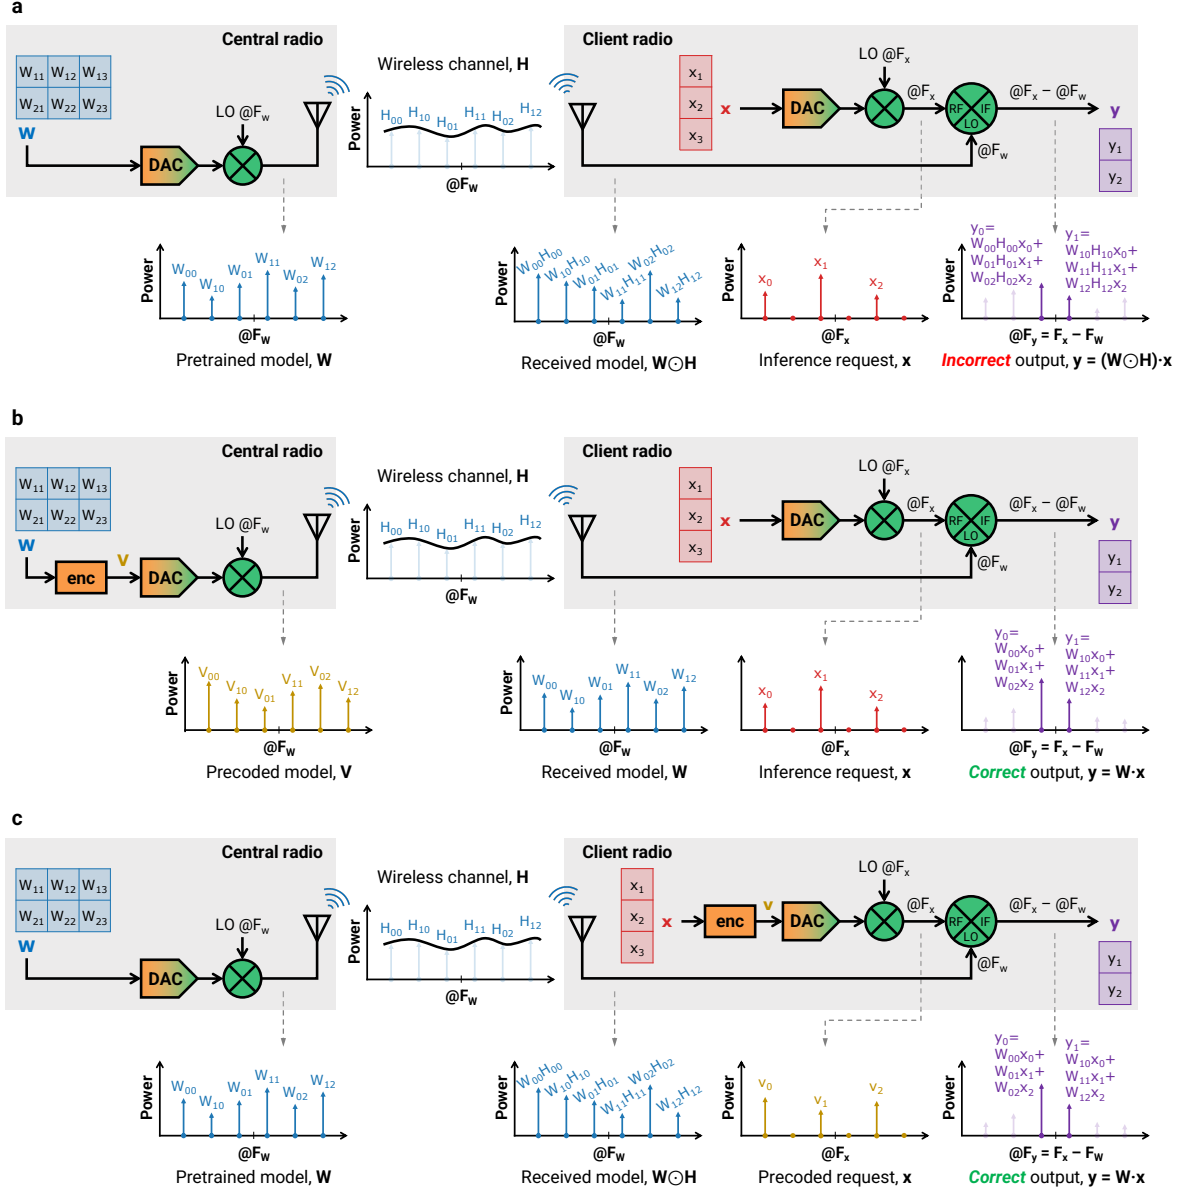 a
Central radio
W11 W12 W13
W21 W22 W23
W
DAC
LO @Fw
Wireless channel, H
Power
H00 H10 H01 H11 H02 H12
@FW
Client radio
x1
x2
x3
x
DAC
LO @Fx
@Fx
RF IF
LO
@Fw
@Fx − @Fw
y
y1
y2
Power
W00 W10 W01 W11 W02 W12
@FW
Pretrained model, W
Power
W00H00 W10H10 W01H01 W11H11 W02H02 W12H12
@FW
Received model, W⊙H
Power
x0 x1 x2
@Fx
Inference request, x
Power
y0=
W00H00x0+
W01H01x1+
W02H02x2
y1=
W10H10x0+
W11H11x1+
W12H12x2
@Fy = Fx − FW
Incorrect output, y = (W⊙H)·x
b
Central radio
W11 W12 W13
W21 W22 W23
W
enc
V
DAC
LO @Fw
Wireless channel, H
Power
H00 H10 H01 H11 H02 H12
@FW
Client radio
x1
x2
x3
x
DAC
LO @Fx
@Fx
RF IF
LO
@Fw
@Fx − @Fw
y
y1
y2
Power
V00 V10 V01 V11 V02 V12
@FW
Precoded model, V
Power
W00 W10 W01 W11 W02 W12
@FW
Received model, W
Power
x0 x1 x2
@Fx
Inference request, x
Power
y0=
W00x0+
W01x1+
W02x2
y1=
W10x0+
W11x1+
W12x2
@Fy = Fx − FW
Correct output, y = W·x
c
Central radio
W11 W12 W13
W21 W22 W23
W
DAC
LO @Fw
Wireless channel, H
Power
H00 H10 H01 H11 H02 H12
@FW
Client radio
x1
x2
x3
x
enc
v
DAC
LO @Fx
@Fx
RF IF
LO
@Fw
@Fx − @Fw
y
y1
y2
Power
W00 W10 W01 W11 W02 W12
@FW
Pretrained model, W
Power
W00H00 W10H10 W01H01 W11H11 W02H02 W12H12
@FW
Received model, W⊙H
Power
v0 v1 v2
@Fx
Precoded request, x
Power
y0=
W00x0+
W01x1+
W02x2
y1=
W10x0+
W11x1+
W12x2
@Fy = Fx − FW
Correct output, y = W·x